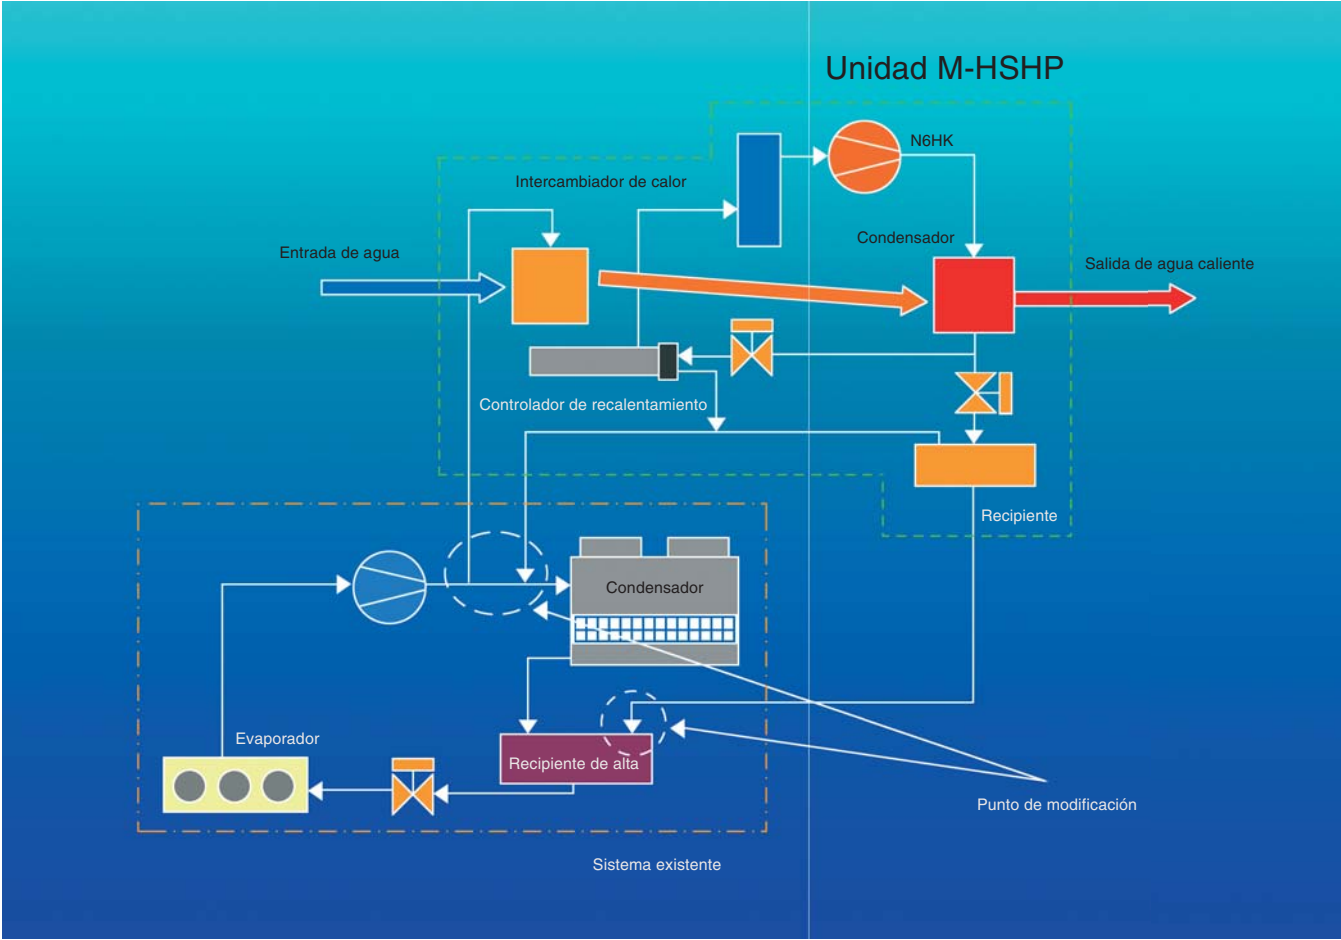 Unidad M-HSHP
N6HK
Intercambiador de calor
Condensador
Entrada de agua
Salida de agua caliente
Controlador de recalentamiento
Recipiente
Condensador
Evaporador
Recipiente de alta
Punto de modificación
Sistema existente